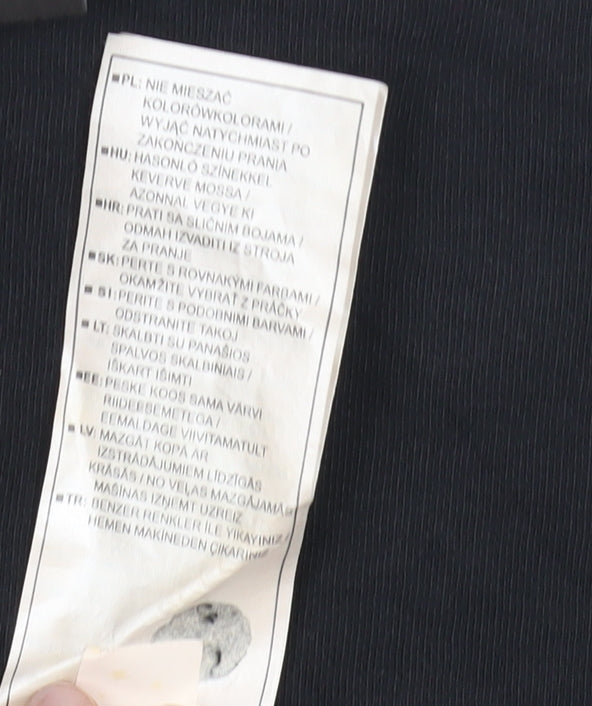 PL: NIE MIESZAĆ
KOLORÓWKOLORAMI /
WYJĄĆ NATYCHMIAST PO
ZAKOŃCZENIU PRANIA
HU: HASONLÓ SZÍNEKKEL
KEVERVE MOSSA /
AZONNAL VEGYE KI
HR: PRATI SA SLIČNIM BOJAMA /
ODMAH IZVADITI IZ STROJA
ZA PRANJE
SK: PERTE S ROVNAKÝMI FARBAMI /
OKAMŽITE VYBRAŤ Z PRÁČKY
SI: PERITE S PODOBNIMI BARVAMI /
ODSTRANITE TAKOJ
LT: SKALBTI SU PANAŠIOS
SPALVOS SKALBINIAIS /
IŠKART IŠIMTI
EE: PESKE KOOS SAMA VÄRVI
RIIDEESEMETEGA /
EEMALDAGE VIIVITAMATULT
LV: MAZGĀT KOPĀ AR
IZSTRĀDĀJUMIEM LĪDZĪGĀS
KRĀSĀS / NO VEĻAS MAZGĀJAMĀS
MAŠĪNAS IZŅEMT UZREIZ
TR: BENZER RENKLER İLE YIKAYINIZ /
HEMEN MAKİNEDEN ÇIKARINIZ